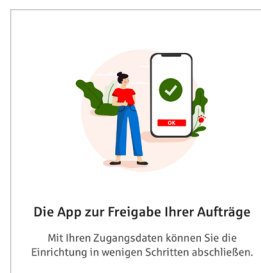 OK
Die App zur Freigabe Ihrer Aufträge
Mit Ihren Zugangsdaten können Sie die
Einrichtung in wenigen Schritten abschließen.